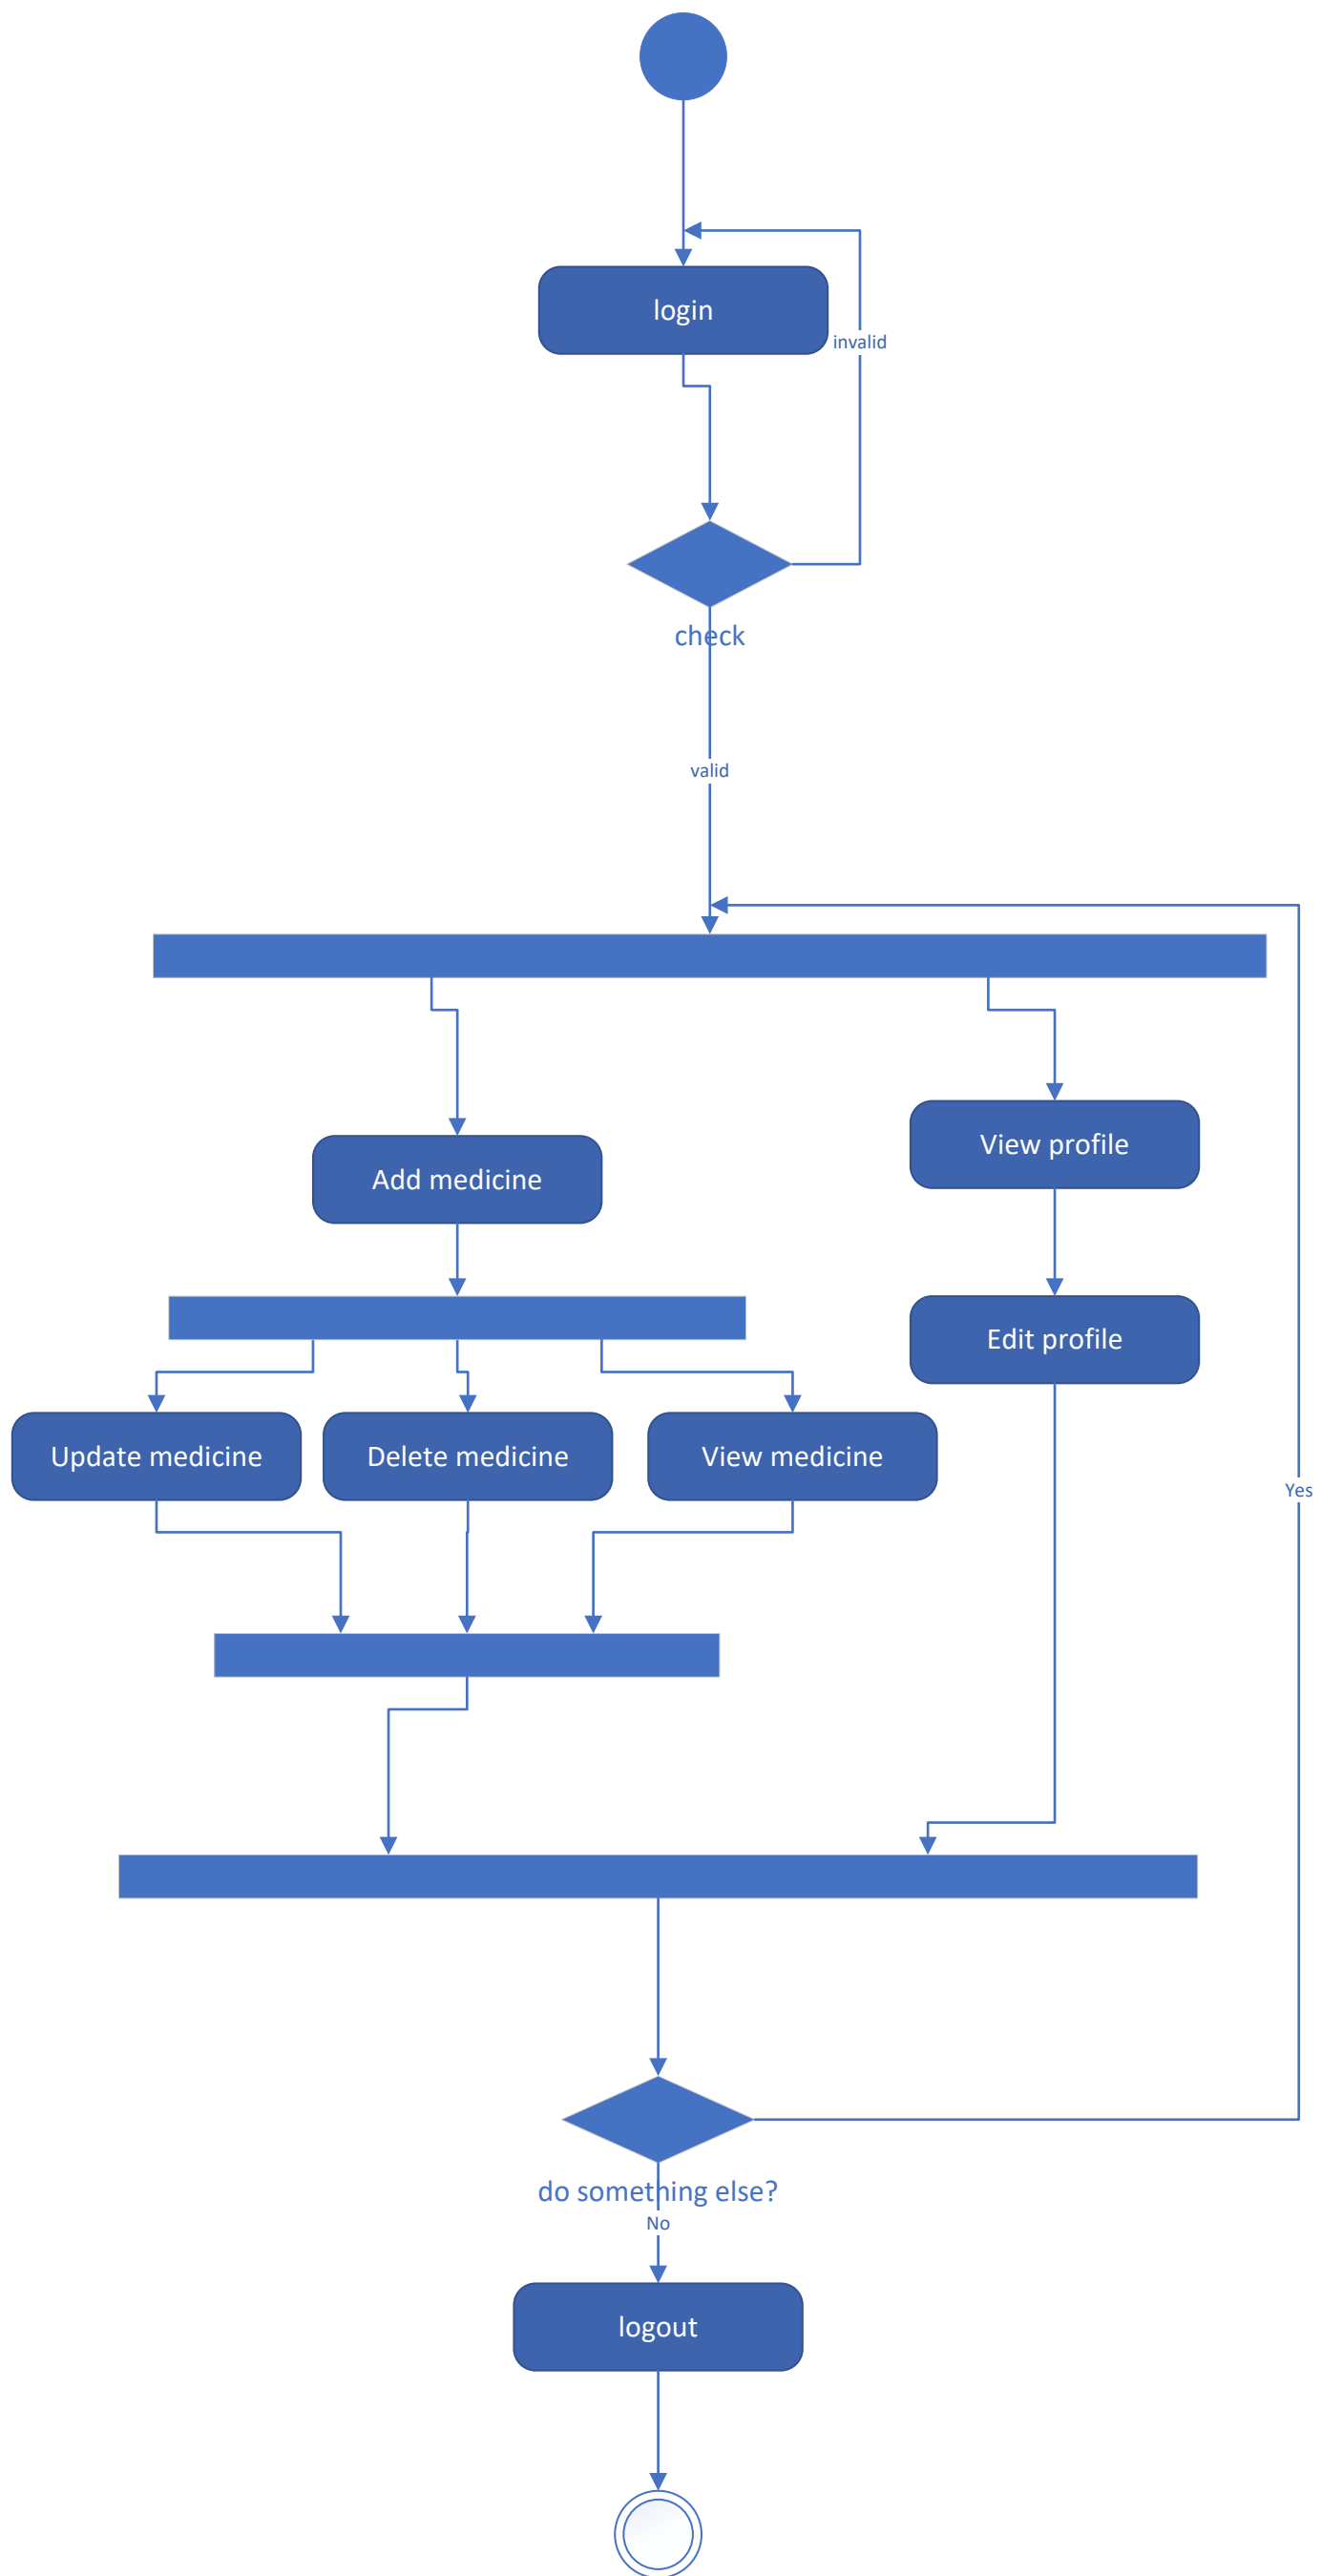 login
invalid
check
valid
View profile
Add medicine
Edit profile
Update medicine
Delete medicine
View medicine
Yes
do something else?
No
logout